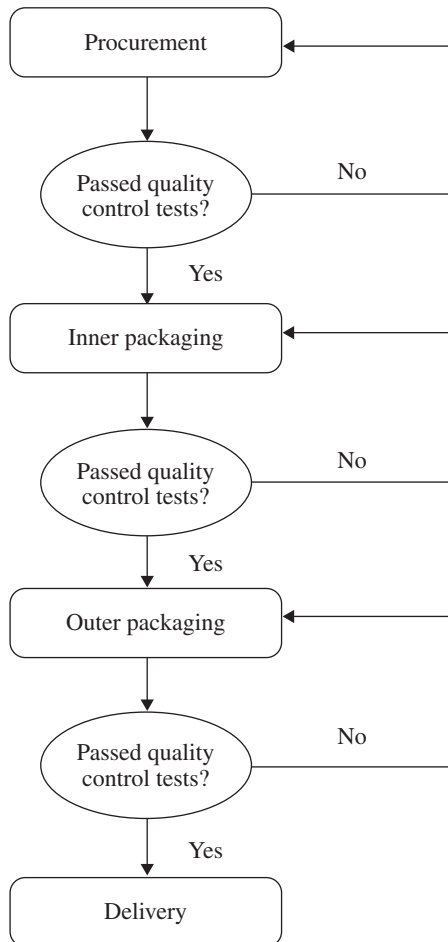 Procurement
Passed quality
control tests?
No
Yes
Inner packaging
Passed quality
control tests?
No
Yes
Outer packaging
Passed quality
control tests?
No
Yes
Delivery